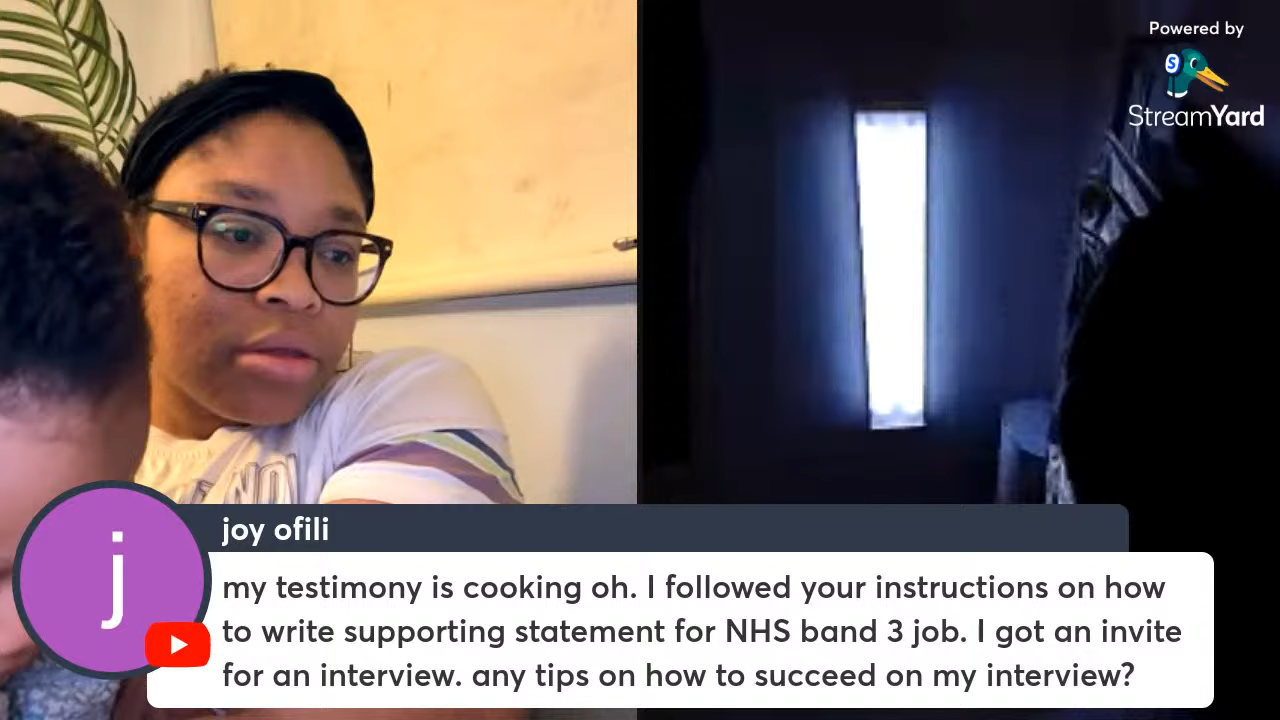 Powered by
StreamYard
joy ofili
j
my testimony is cooking oh. I followed your instructions on how
to write supporting statement for NHS band 3 job. I got an invite
for an interview. any tips on how to succeed on my interview?